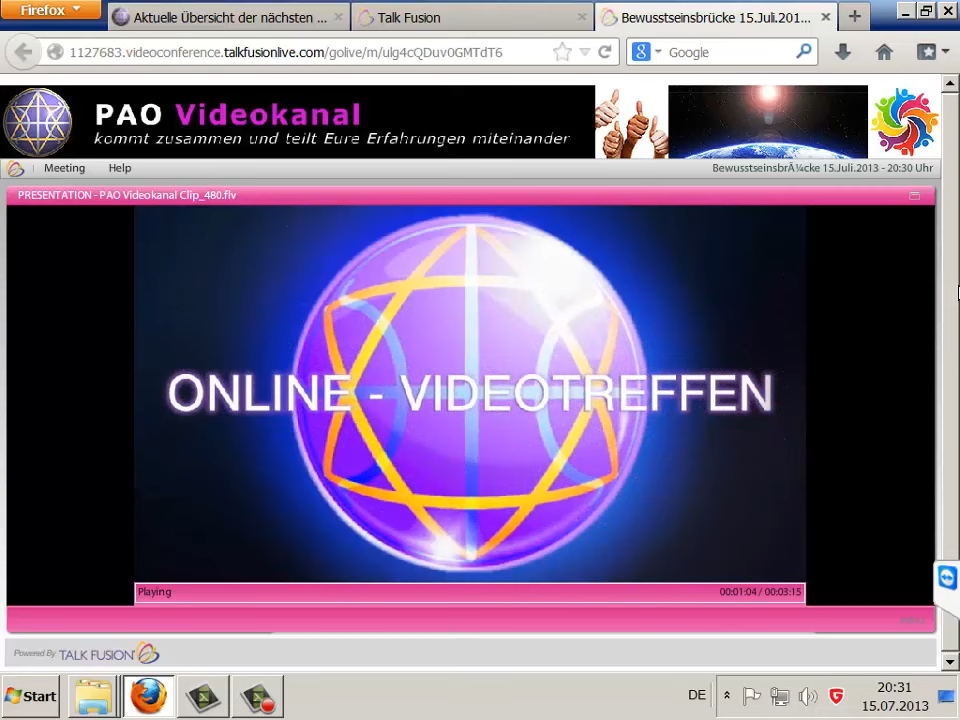 Firefox
Aktuelle Übersicht der nächsten ...
Talk Fusion
Bewusstseinsbrücke 15.Juli.201...
1127683.videoconference.talkfusionlive.com/golive/m/ulg4cQDuv0GMTdT6
Google
PAO Videokanal
kommt zusammen und teilt Eure Erfahrungen miteinander
Meeting Help
BewusstseinsbrÃ¼cke 15.Juli.2013 - 20:30 Uhr
PRESENTATION - PAO Videokanal Clip_480.flv
ONLINE - VIDEOTREFFEN
Playing
00:01:04 / 00:03:15
Powered By TALK FUSION
Start
DE
20:31
15.07.2013